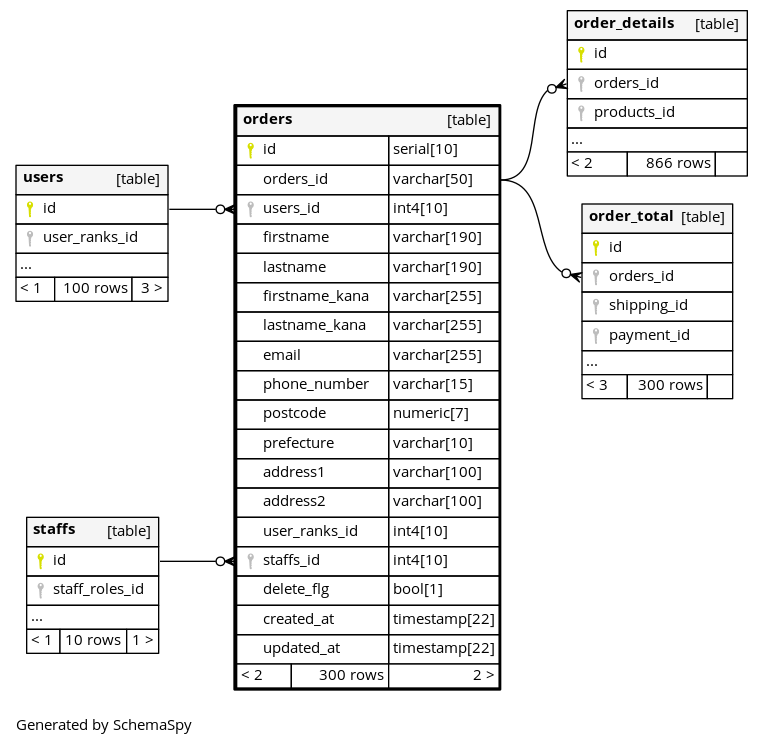 order_details [table]
id
orders_id
products_id
...
< 2 866 rows
orders [table]
id serial[10]
orders_id varchar[50]
users_id int4[10]
firstname varchar[190]
lastname varchar[190]
firstname_kana varchar[255]
lastname_kana varchar[255]
email varchar[255]
phone_number varchar[15]
postcode numeric[7]
prefecture varchar[10]
address1 varchar[100]
address2 varchar[100]
user_ranks_id int4[10]
staffs_id int4[10]
delete_flg bool[1]
created_at timestamp[22]
updated_at timestamp[22]
< 2 300 rows 2 >
users [table]
id
user_ranks_id
...
< 1 100 rows 3 >
order_total [table]
id
orders_id
shipping_id
payment_id
...
< 3 300 rows
staffs [table]
id
staff_roles_id
...
< 1 10 rows 1 >
Generated by SchemaSpy